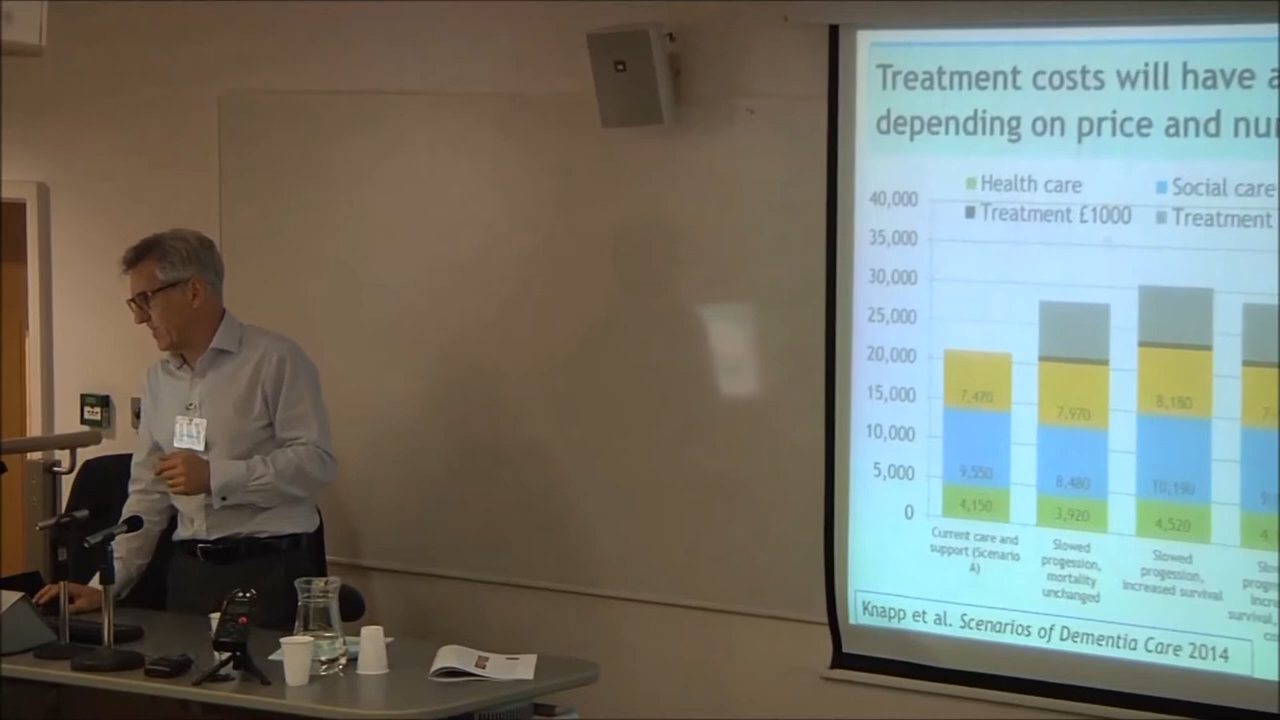 Treatment costs will have a
depending on price and nu
Health care
Social care
Treatment £1000
Treatment
40,000
35,000
30,000
25,000
20,000
15,000
10,000
5,000
0
7,470
7,970
8,180
9,550
8,480
10,190
4,150
3,920
4,520
Current care and
support (Scenario
A)
Slowed
progession,
mortality
unchanged
Slowed
progession,
increased survival
Knapp et al. Scenarios of Dementia Care 2014